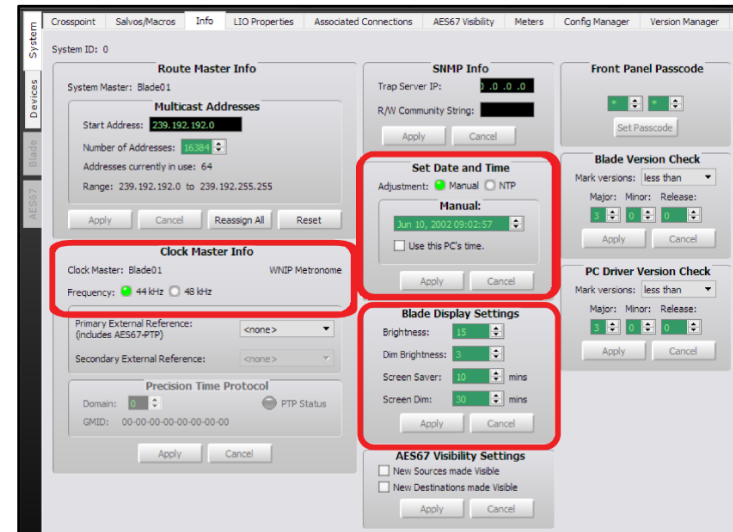 Crosspoint Salvos/Macros Info LIO Properties Associated Connections AES67 Visibility Meters Config Manager Version Manager
System
Devices
Blade
AES67
System ID: 0
Route Master Info
System Master: Blade01
Multicast Addresses
Start Address: 239.192.192.0
Number of Addresses: 16384
Addresses currently in use: 64
Range: 239.192.192.0 to 239.192.255.255
Apply Cancel Reassign All Reset
Clock Master Info
Clock Master: Blade01 WNIP Metronome
Frequency: 44 kHz 48 kHz
Primary External Reference:
(includes AES67-PTP) <none>
Secondary External Reference: <none>
Precision Time Protocol
Domain: 0 PTP Status
GMID: 00-00-00-00-00-00-00-00
Apply Cancel
SNMP Info
Trap Server IP: .0 .0 .0
R/W Community String:
Apply Cancel
Set Date and Time
Adjustment: Manual NTP
Manual:
Jun 10, 2002 09:02:57
Use this PC's time.
Apply Cancel
Blade Display Settings
Brightness: 15
Dim Brightness: 3
Screen Saver: 10 mins
Screen Dim: 30 mins
Apply Cancel
AES67 Visibility Settings
New Sources made Visible
New Destinations made Visible
Apply Cancel
Front Panel Passcode
* *
Set Passcode
Blade Version Check
Mark versions: less than
Major: Minor: Release:
3 0 0
Apply Cancel
PC Driver Version Check
Mark versions: less than
Major: Minor: Release:
3 0 0
Apply Cancel